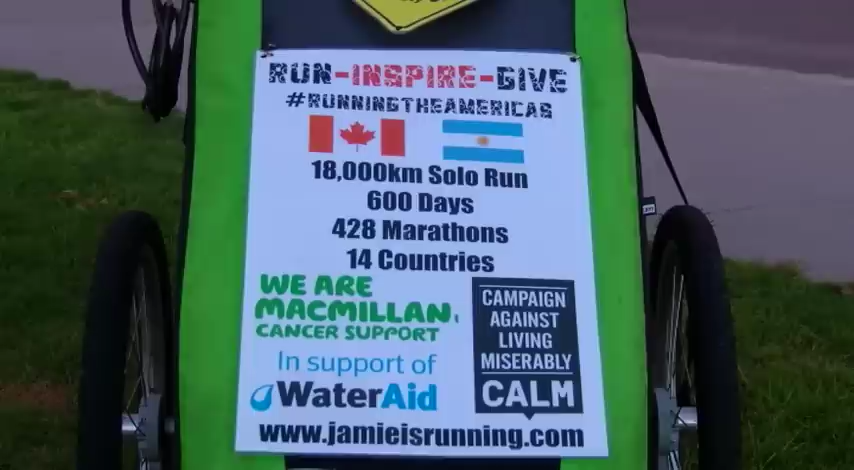 RUN-INSPIRE-GIVE
#RUNNINGTHEAMERICAS
18,000km Solo Run
600 Days
428 Marathons
14 Countries
WE ARE
MACMILLAN.
CANCER SUPPORT
In support of
WaterAid
CAMPAIGN
AGAINST
LIVING
MISERABLY
CALM
www.jamieisrunning.com